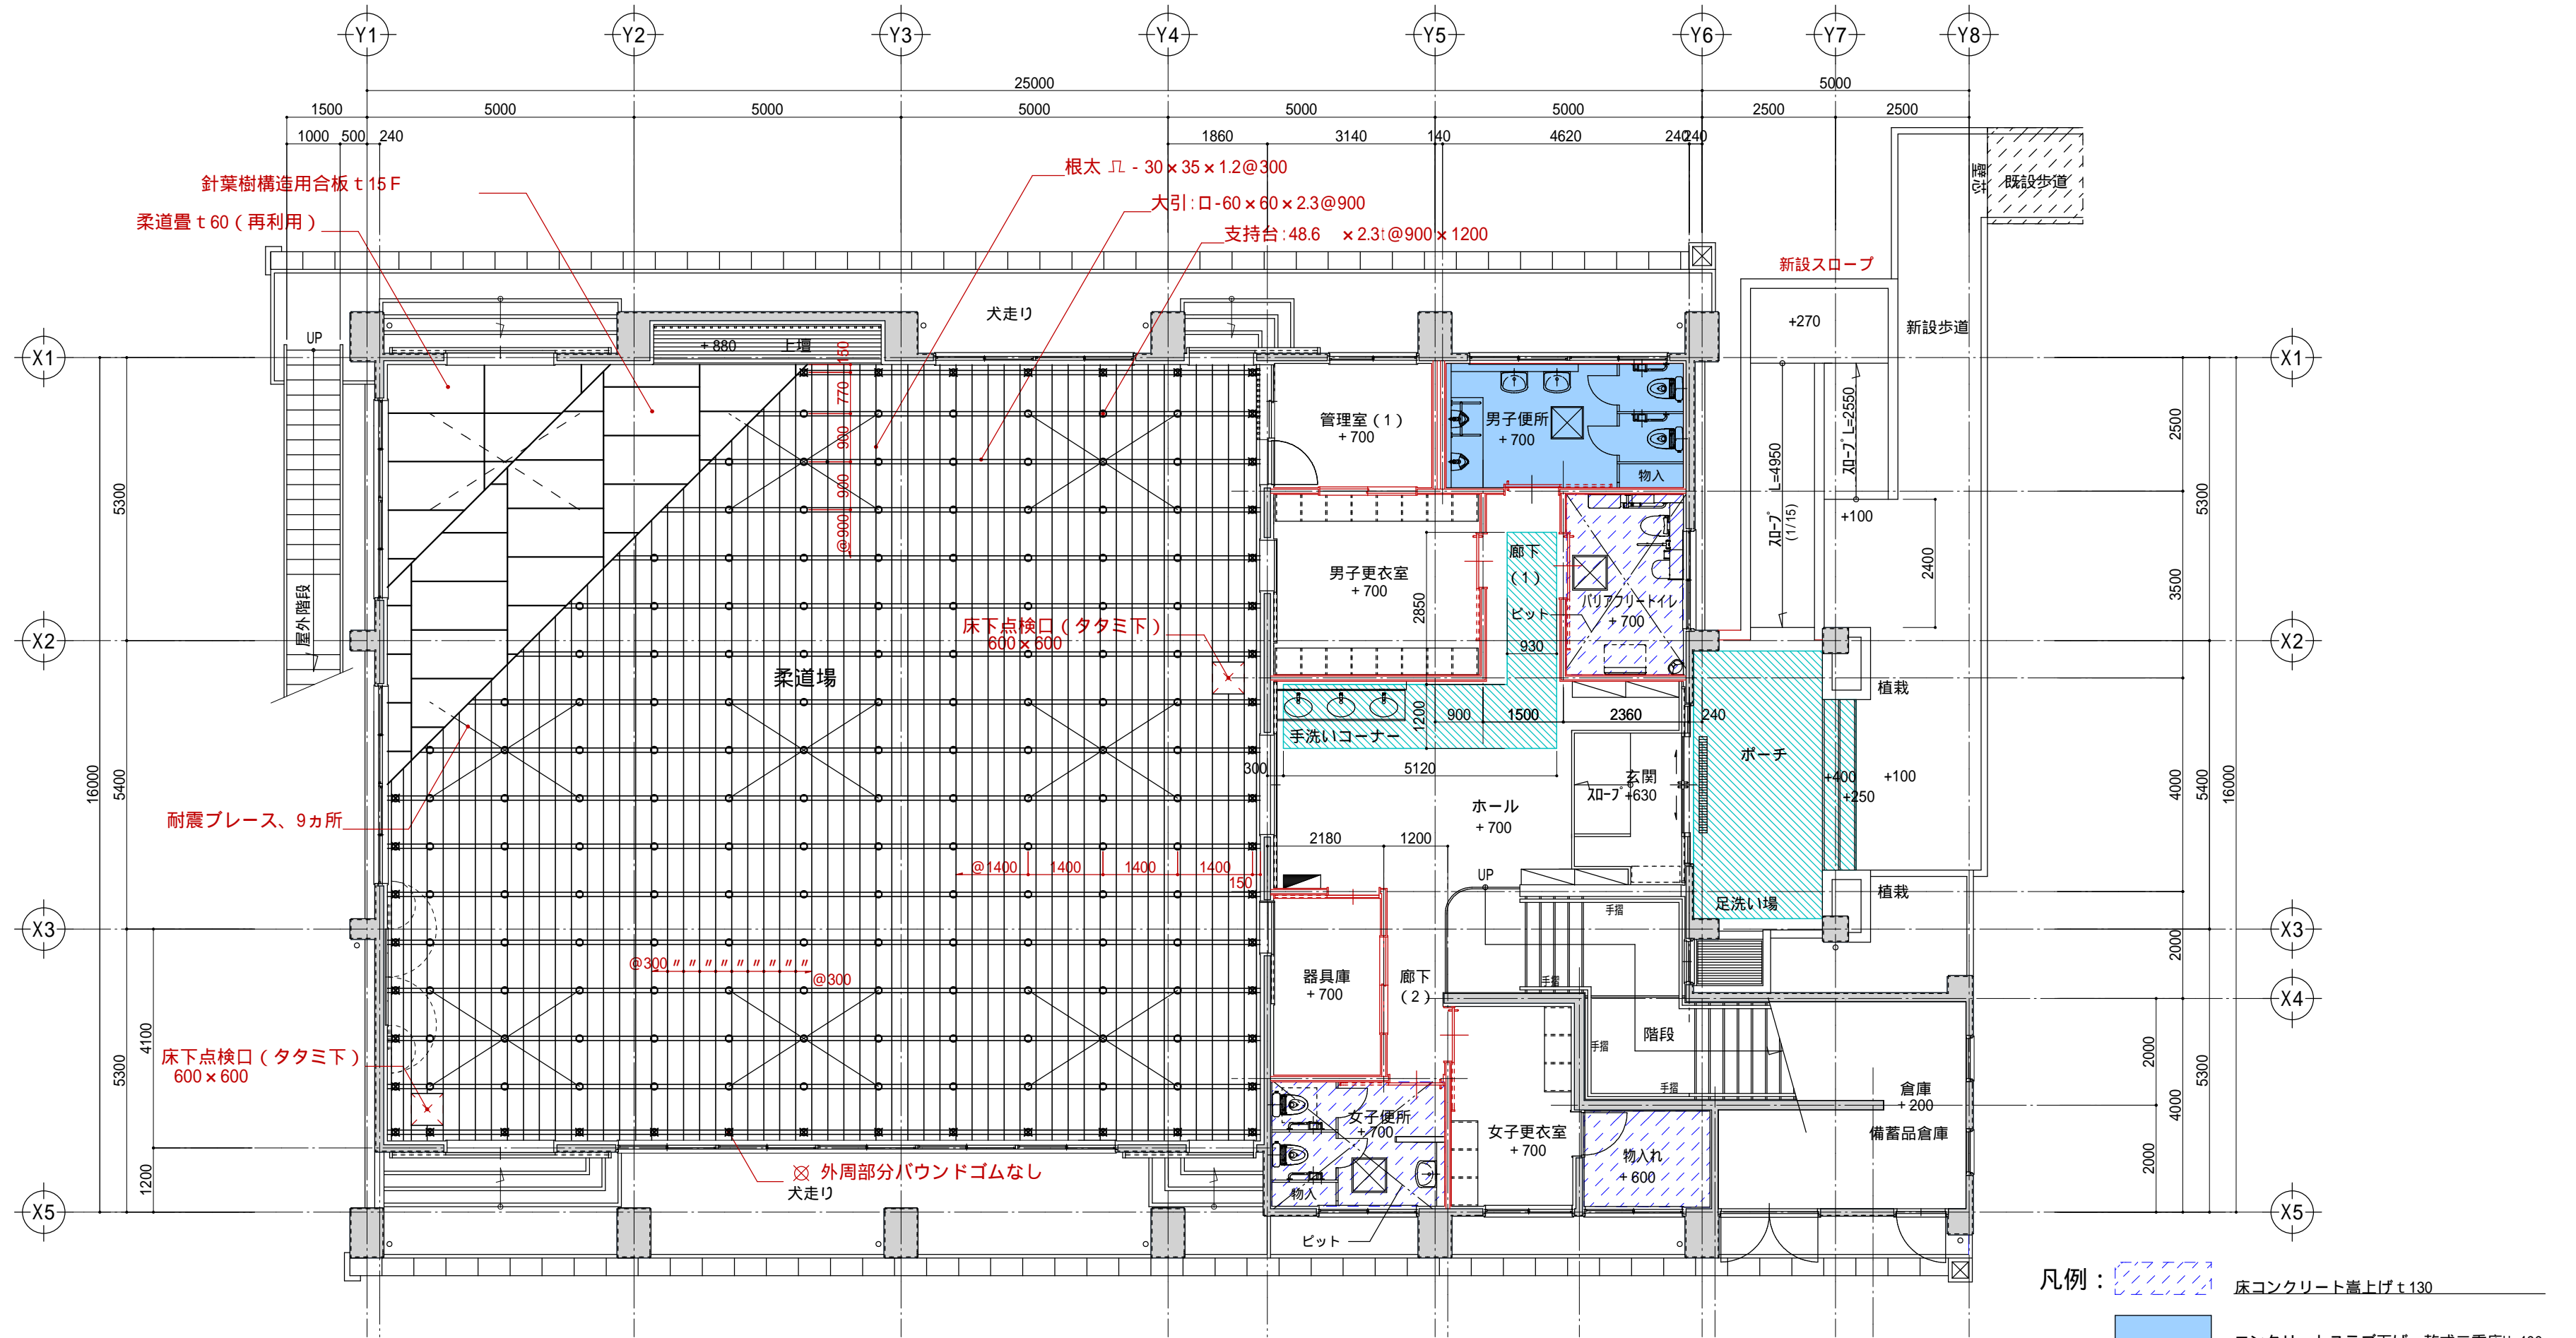 Y1 Y2 Y3 Y4 Y5 Y6 Y7 Y8
25000 5000
1500 5000 5000 5000 5000 5000 2500 2500
1000 500 240 1860 3140 140 4620 240 240
根太 - 30×35×1.2@300
針葉樹構造用合板 t 15 F
大引:ロ-60×60×2.3@900
柔道畳 t 60 ( 再利用 )
支持台:48.6 ×2.3t@900×1200
壁芯
既設歩道
新設スロープ
犬走り
+270
新設歩道
UP
+880 上壇
X1 X1
150
770
900
900
@900
管理室 ( 1 )
+700
男子便所
+700
物入
スロープ L=2550
スロープ L=4950
(1/15)
+100
2500
5300
5300
3500
2400
屋外階段
男子更衣室
+700
廊下
( 1 )
ピット
2850
930
バリアフリートイレ
+700
床下点検口 ( タタミ下 )
600×600
X2 X2
柔道場
植栽
1200
900 1500 2360 240
手洗いコーナー
300 5120
ポーチ
玄関
スロープ +630
+400
+250
+100
ホール
+700
16000
5400
4000
5400
16000
耐震ブレース、9ヵ所
2180 1200
@1400 1400 1400 1400
150
UP
手摺
足洗い場
植栽
X3 X3
@300 〃 〃 〃 〃 〃 〃 〃 〃 〃
@300
器具庫
+700
廊下
( 2 )
手摺
2000
X4
階段
手摺
手摺
4100
5300
床下点検口 ( タタミ下 )
600×600
倉庫
+200
備蓄品倉庫
2000
4000
5300
2000
女子便所
+700
女子更衣室
+700
物入れ
+600
物入
1200
外周部分バウンドゴムなし
犬走り
X5 X5
ピット
凡例 :
床コンクリート嵩上げ t 130